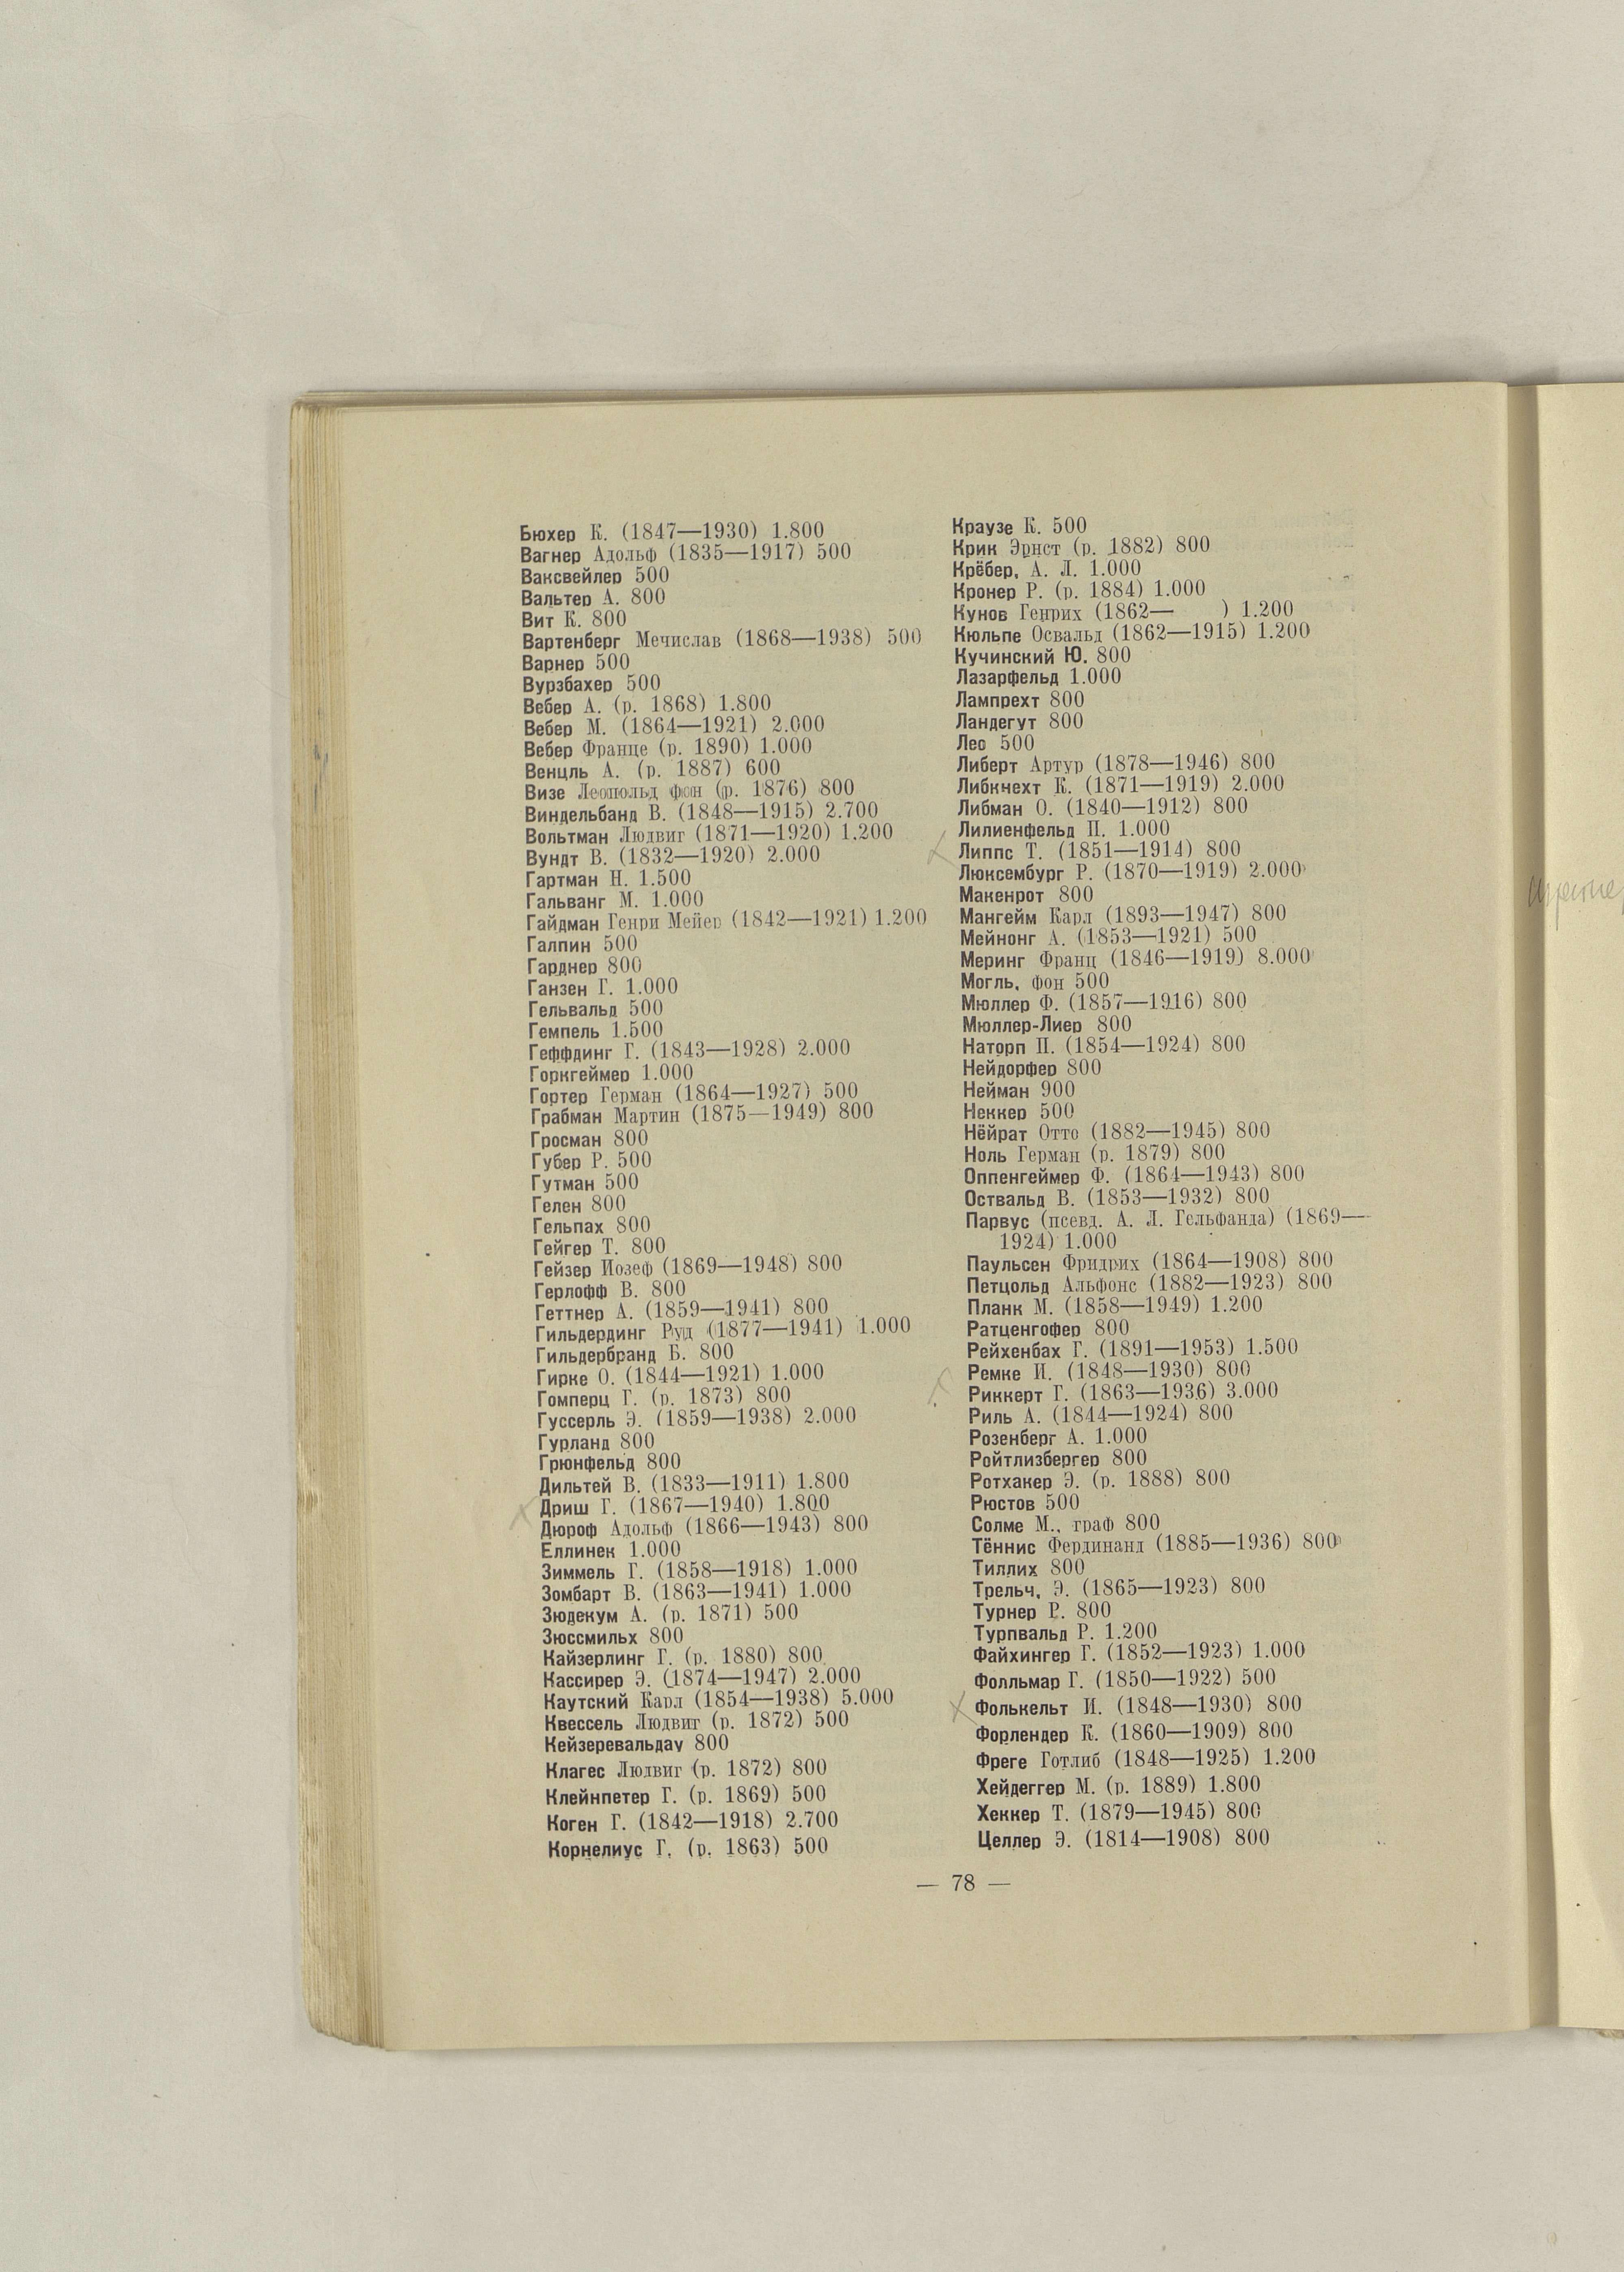 Бюхер К. (1847—1930) 1.800
Вагнер Адольф (1835—1917) 500
Ваксвейлер 500
Вальтер А. 800
Вит К. 800
Вартенберг Мечислав (1868—1938) 500
Варнер 500
Вурзбахер 500
Вебер А. (р. 1868) 1.800
Вебер М. (1864—1921) 2.000
Вебер Франце (р. 1890) 1.000
Венцль А. (р. 1887) 600
Визе Леопольд фон (р. 1876) 800
Виндельбанд В. (1848—1915) 2.700
Вольтман Людвиг (1871—1920) 1.200
Вундт В. (1832—1920) 2.000
Гартман Н. 1.500
Гальванг М. 1.000
Гайдман Генри Мейер (1842—1921) 1.200
Галпин 500
Гарднер 800
Ганзен Г. 1.000
Гельвальд 500
Гемпель 1.500
Геффдинг Г. (1843—1928) 2.000
Горкгеймер 1.000
Гортер Герман (1864—1927) 500
Грабман Мартин (1875—1949) 800
Гросман 800
Губер Р. 500
Гутман 500
Гелен 800
Гельпах 800
Гейгер Т. 800
Гейзер Иозеф (1869—1948) 800
Герлофф В. 800
Геттнер А. (1859—1941) 800
Гильдердинг Руд (1877—1941) 1.000
Гильдербранд Б. 800
Гирке О. (1844—1921) 1.000
Гомперц Г. (р. 1873) 800
Гуссерль Э. (1859—1938) 2.000
Гурланд 800
Грюнфельд 800
Дильтей В. (1833—1911) 1.800
Дриш Г. (1867—1940) 1.800
Дюроф Адольф (1866—1943) 800
Еллинек 1.000
Зиммель Г. (1858—1918) 1.000
Зомбарт В. (1863—1941) 1.000
Зюдекум А. (р. 1871) 500
Зюссмильх 800
Кайзерлинг Г. (р. 1880) 800
Кассирер Э. (1874—1947) 2.000
Каутский Карл (1854—1938) 5.000
Квессель Людвиг (р. 1872) 500
Кейзеревальдау 800
Клагес Людвиг (р. 1872) 800
Клейнпетер Г. (р. 1869) 500
Коген Г. (1842—1918) 2.700
Корнелиус Г. (р. 1863) 500
Краузе К. 500
Крик Эрнст (р. 1882) 800
Крёбер, А. Л. 1.000
Кронер Р. (р. 1884) 1.000
Кунов Генрих (1862— ) 1.200
Кюльпе Освальд (1862—1915) 1.200
Кучинский Ю. 800
Лазарфельд 1.000
Лампрехт 800
Ландегут 800
Лео 500
Либерт Артур (1878—1946) 800
Либкнехт К. (1871—1919) 2.000
Либман О. (1840—1912) 800
Лилиенфельд П. 1.000
Липпс Т. (1851—1914) 800
Люксембург Р. (1870—1919) 2.000
Макенрот 800
Мангейм Карл (1893—1947) 800
Мейнонг А. (1853—1921) 500
Меринг Франц (1846—1919) 8.000
Могль, фон 500
Мюллер Ф. (1857—1916) 800
Мюллер-Лиер 800
Наторп П. (1854—1924) 800
Нейдорфер 800
Нейман 900
Неккер 500
Нёйрат Отто (1882—1945) 800
Ноль Герман (р. 1879) 800
Оппенгеймер Ф. (1864—1943) 800
Оствальд В. (1853—1932) 800
Парвус (псевд. А. Л. Гельфанда) (1869—
1924) 1.000
Паульсен Фридрих (1864—1908) 800
Петцольд Альфонс (1882—1923) 800
Планк М. (1858—1949) 1.200
Ратценгофер 800
Рейхенбах Г. (1891—1953) 1.500
Ремке И. (1848—1930) 800
Риккерт Г. (1863—1936) 3.000
Риль А. (1844—1924) 800
Розенберг А. 1.000
Ройтлизбергер 800
Ротхакер Э. (р. 1888) 800
Рюстов 500
Солме М., граф 800
Тённис Фердинанд (1885—1936) 800
Тиллих 800
Трельч, Э. (1865—1923) 800
Турнер Р. 800
Турпвальд Р. 1.200
Файхингер Г. (1852—1923) 1.000
Фолльмар Г. (1850—1922) 500
Фолькельт И. (1848—1930) 800
Форлендер К. (1860—1909) 800
Фреге Готлиб (1848—1925) 1.200
Хейдеггер М. (р. 1889) 1.800
Хеккер Т. (1879—1945) 800
Целлер Э. (1814—1908) 800
— 78 —